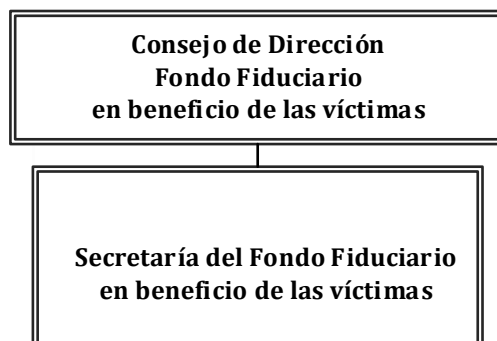 Consejo de Dirección
Fondo Fiduciario
en beneficio de las víctimas
Secretaría del Fondo Fiduciario
en beneficio de las víctimas